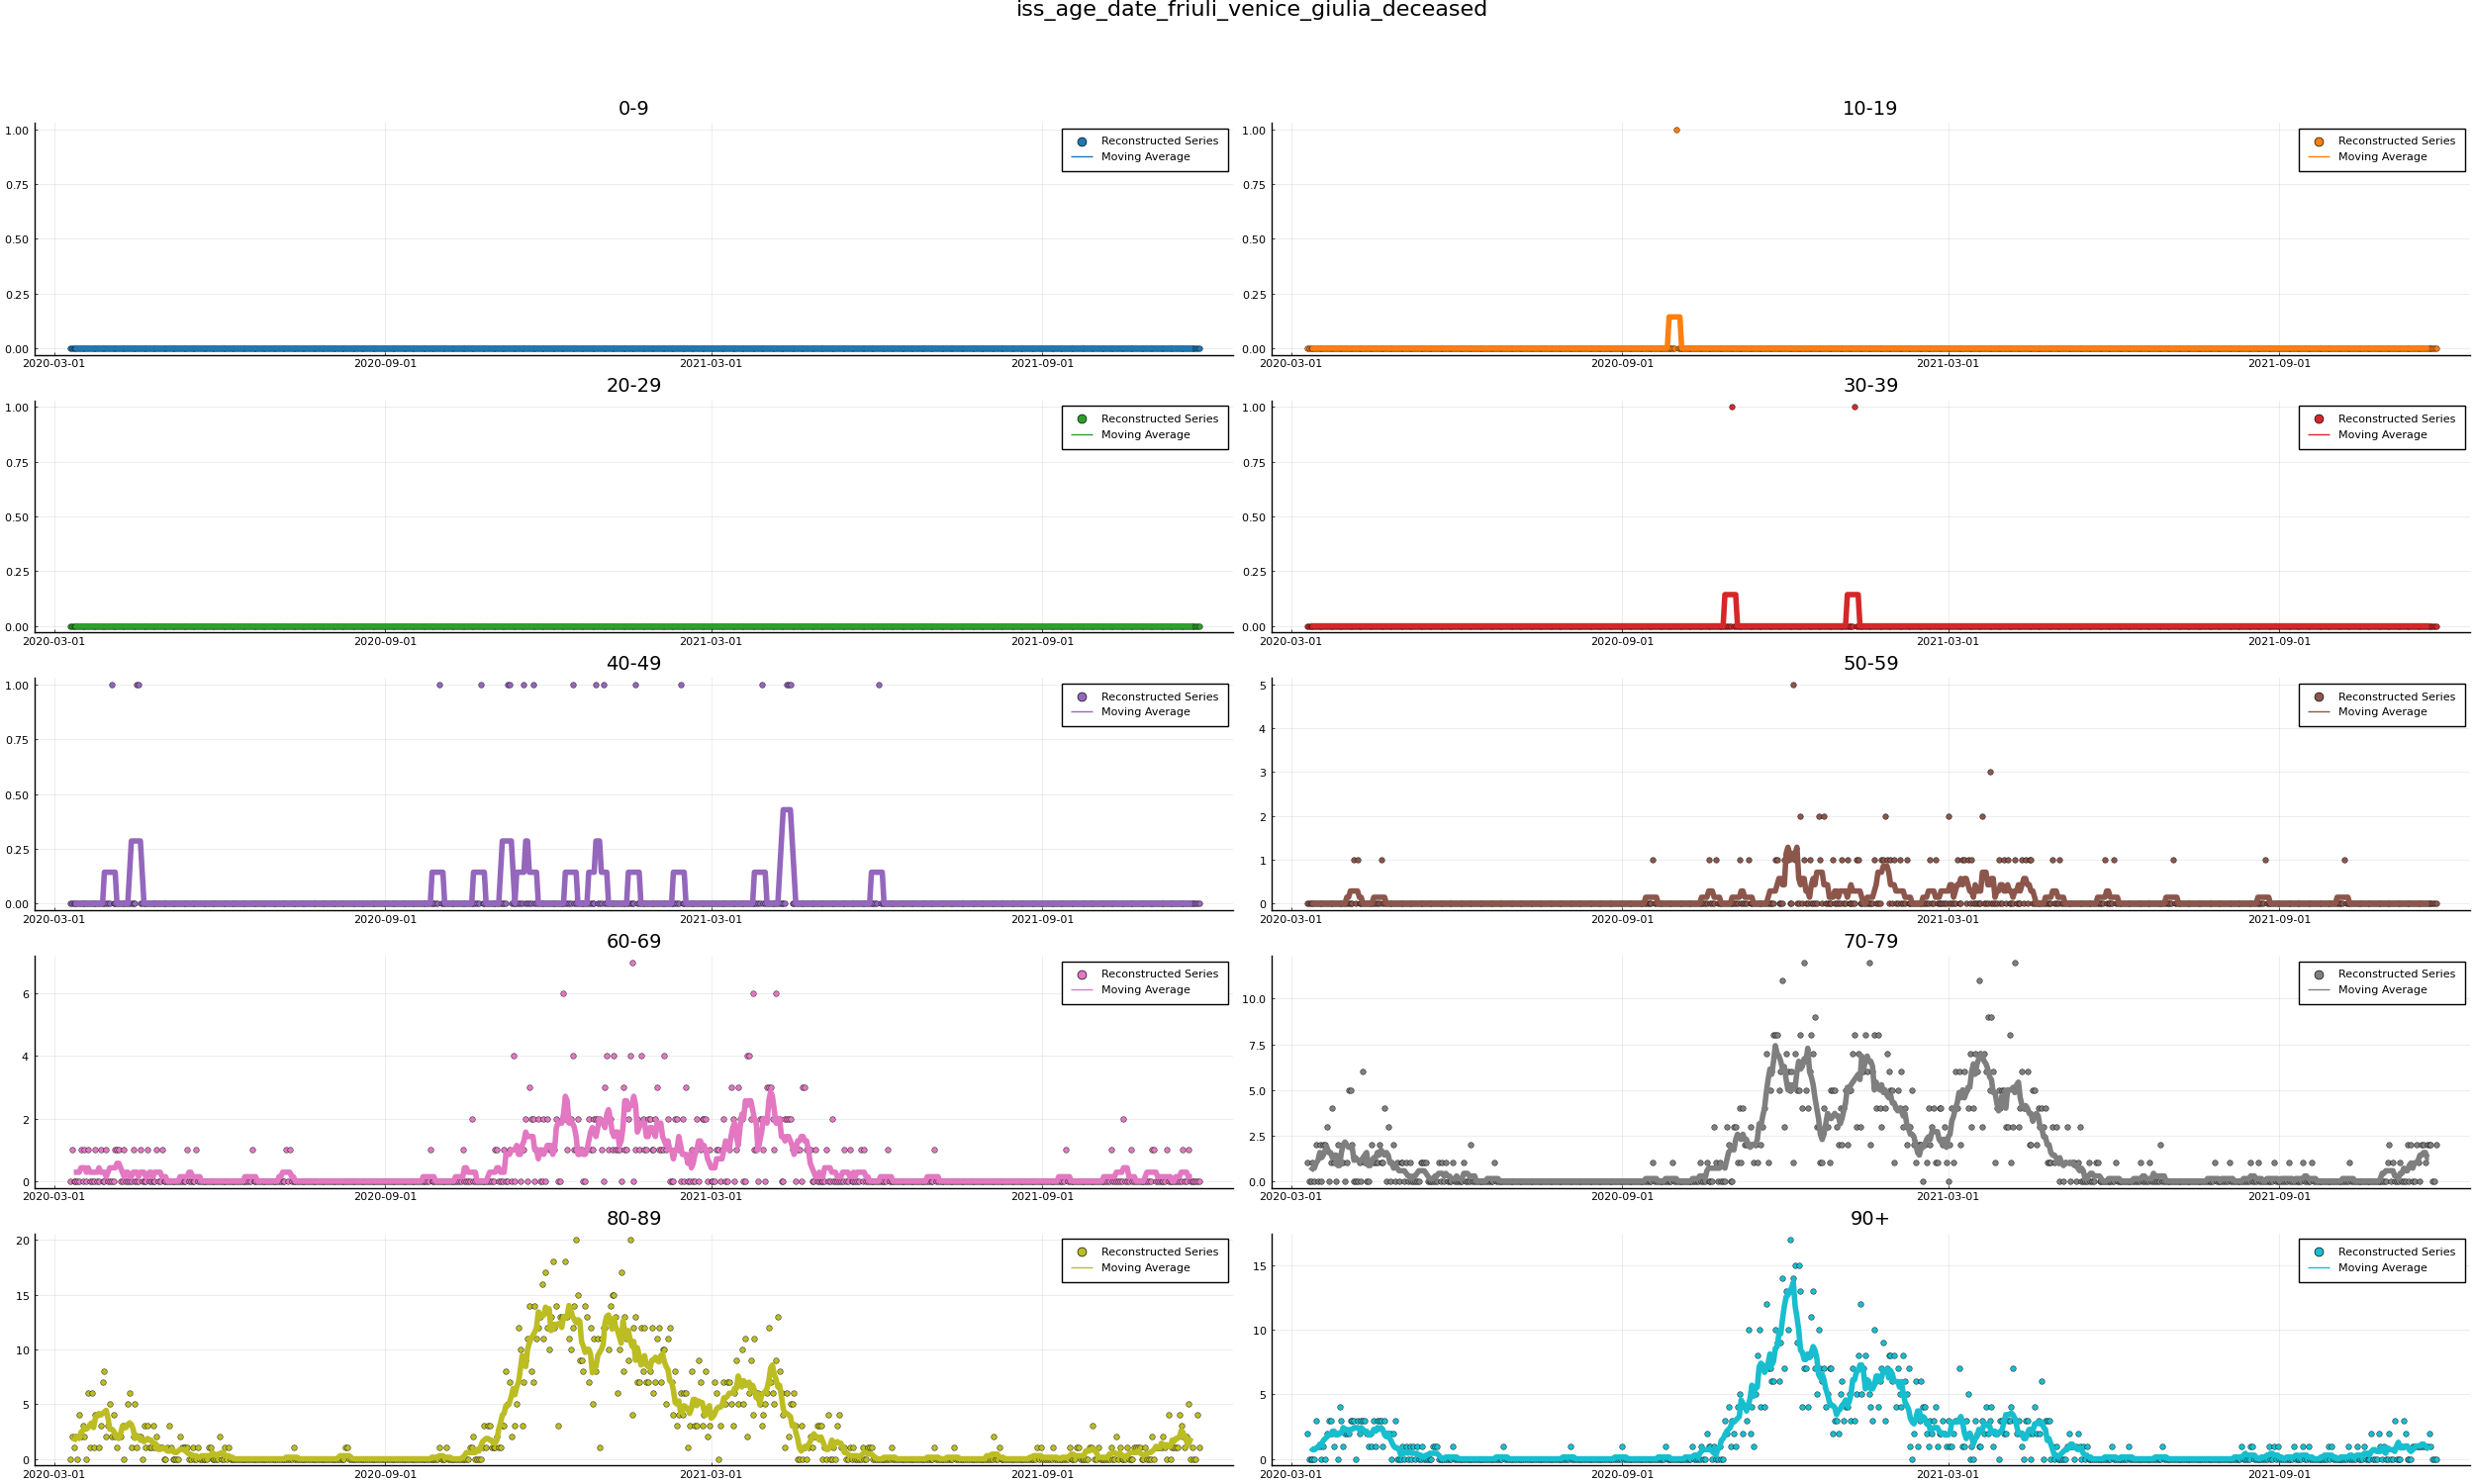 iss_age_date_friuli_venice_giulia_deceased
0-9
1.00
0.75
0.50
0.25
0.00
2020-03-01 2020-09-01 2021-03-01 2021-09-01
Reconstructed Series
Moving Average
10-19
1.00
0.75
0.50
0.25
0.00
2020-03-01 2020-09-01 2021-03-01 2021-09-01
Reconstructed Series
Moving Average
20-29
1.00
0.75
0.50
0.25
0.00
2020-03-01 2020-09-01 2021-03-01 2021-09-01
Reconstructed Series
Moving Average
30-39
1.00
0.75
0.50
0.25
0.00
2020-03-01 2020-09-01 2021-03-01 2021-09-01
Reconstructed Series
Moving Average
40-49
1.00
0.75
0.50
0.25
0.00
2020-03-01 2020-09-01 2021-03-01 2021-09-01
Reconstructed Series
Moving Average
50-59
5
4
3
2
1
0
2020-03-01 2020-09-01 2021-03-01 2021-09-01
Reconstructed Series
Moving Average
60-69
6
4
2
0
2020-03-01 2020-09-01 2021-03-01 2021-09-01
Reconstructed Series
Moving Average
70-79
10.0
7.5
5.0
2.5
0.0
2020-03-01 2020-09-01 2021-03-01 2021-09-01
Reconstructed Series
Moving Average
80-89
20
15
10
5
0
2020-03-01 2020-09-01 2021-03-01 2021-09-01
Reconstructed Series
Moving Average
90+
15
10
5
0
2020-03-01 2020-09-01 2021-03-01 2021-09-01
Reconstructed Series
Moving Average